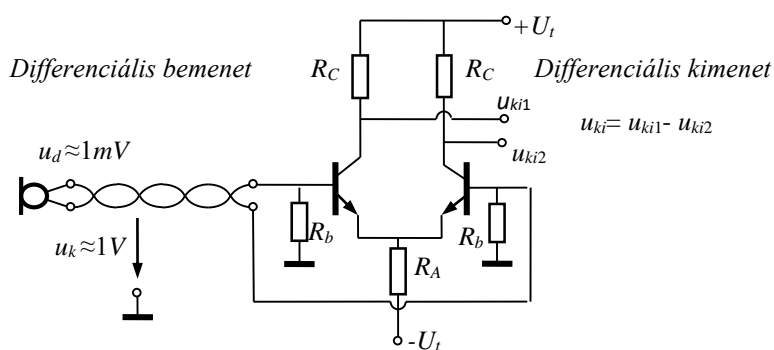 +U_t
Differenciális bemenet
R_C
R_C
Differenciális kimenet
u_ki1
u_ki= u_ki1- u_ki2
u_d≈1mV
u_ki2
R_b
R_b
u_k≈1V
R_A
-U_t